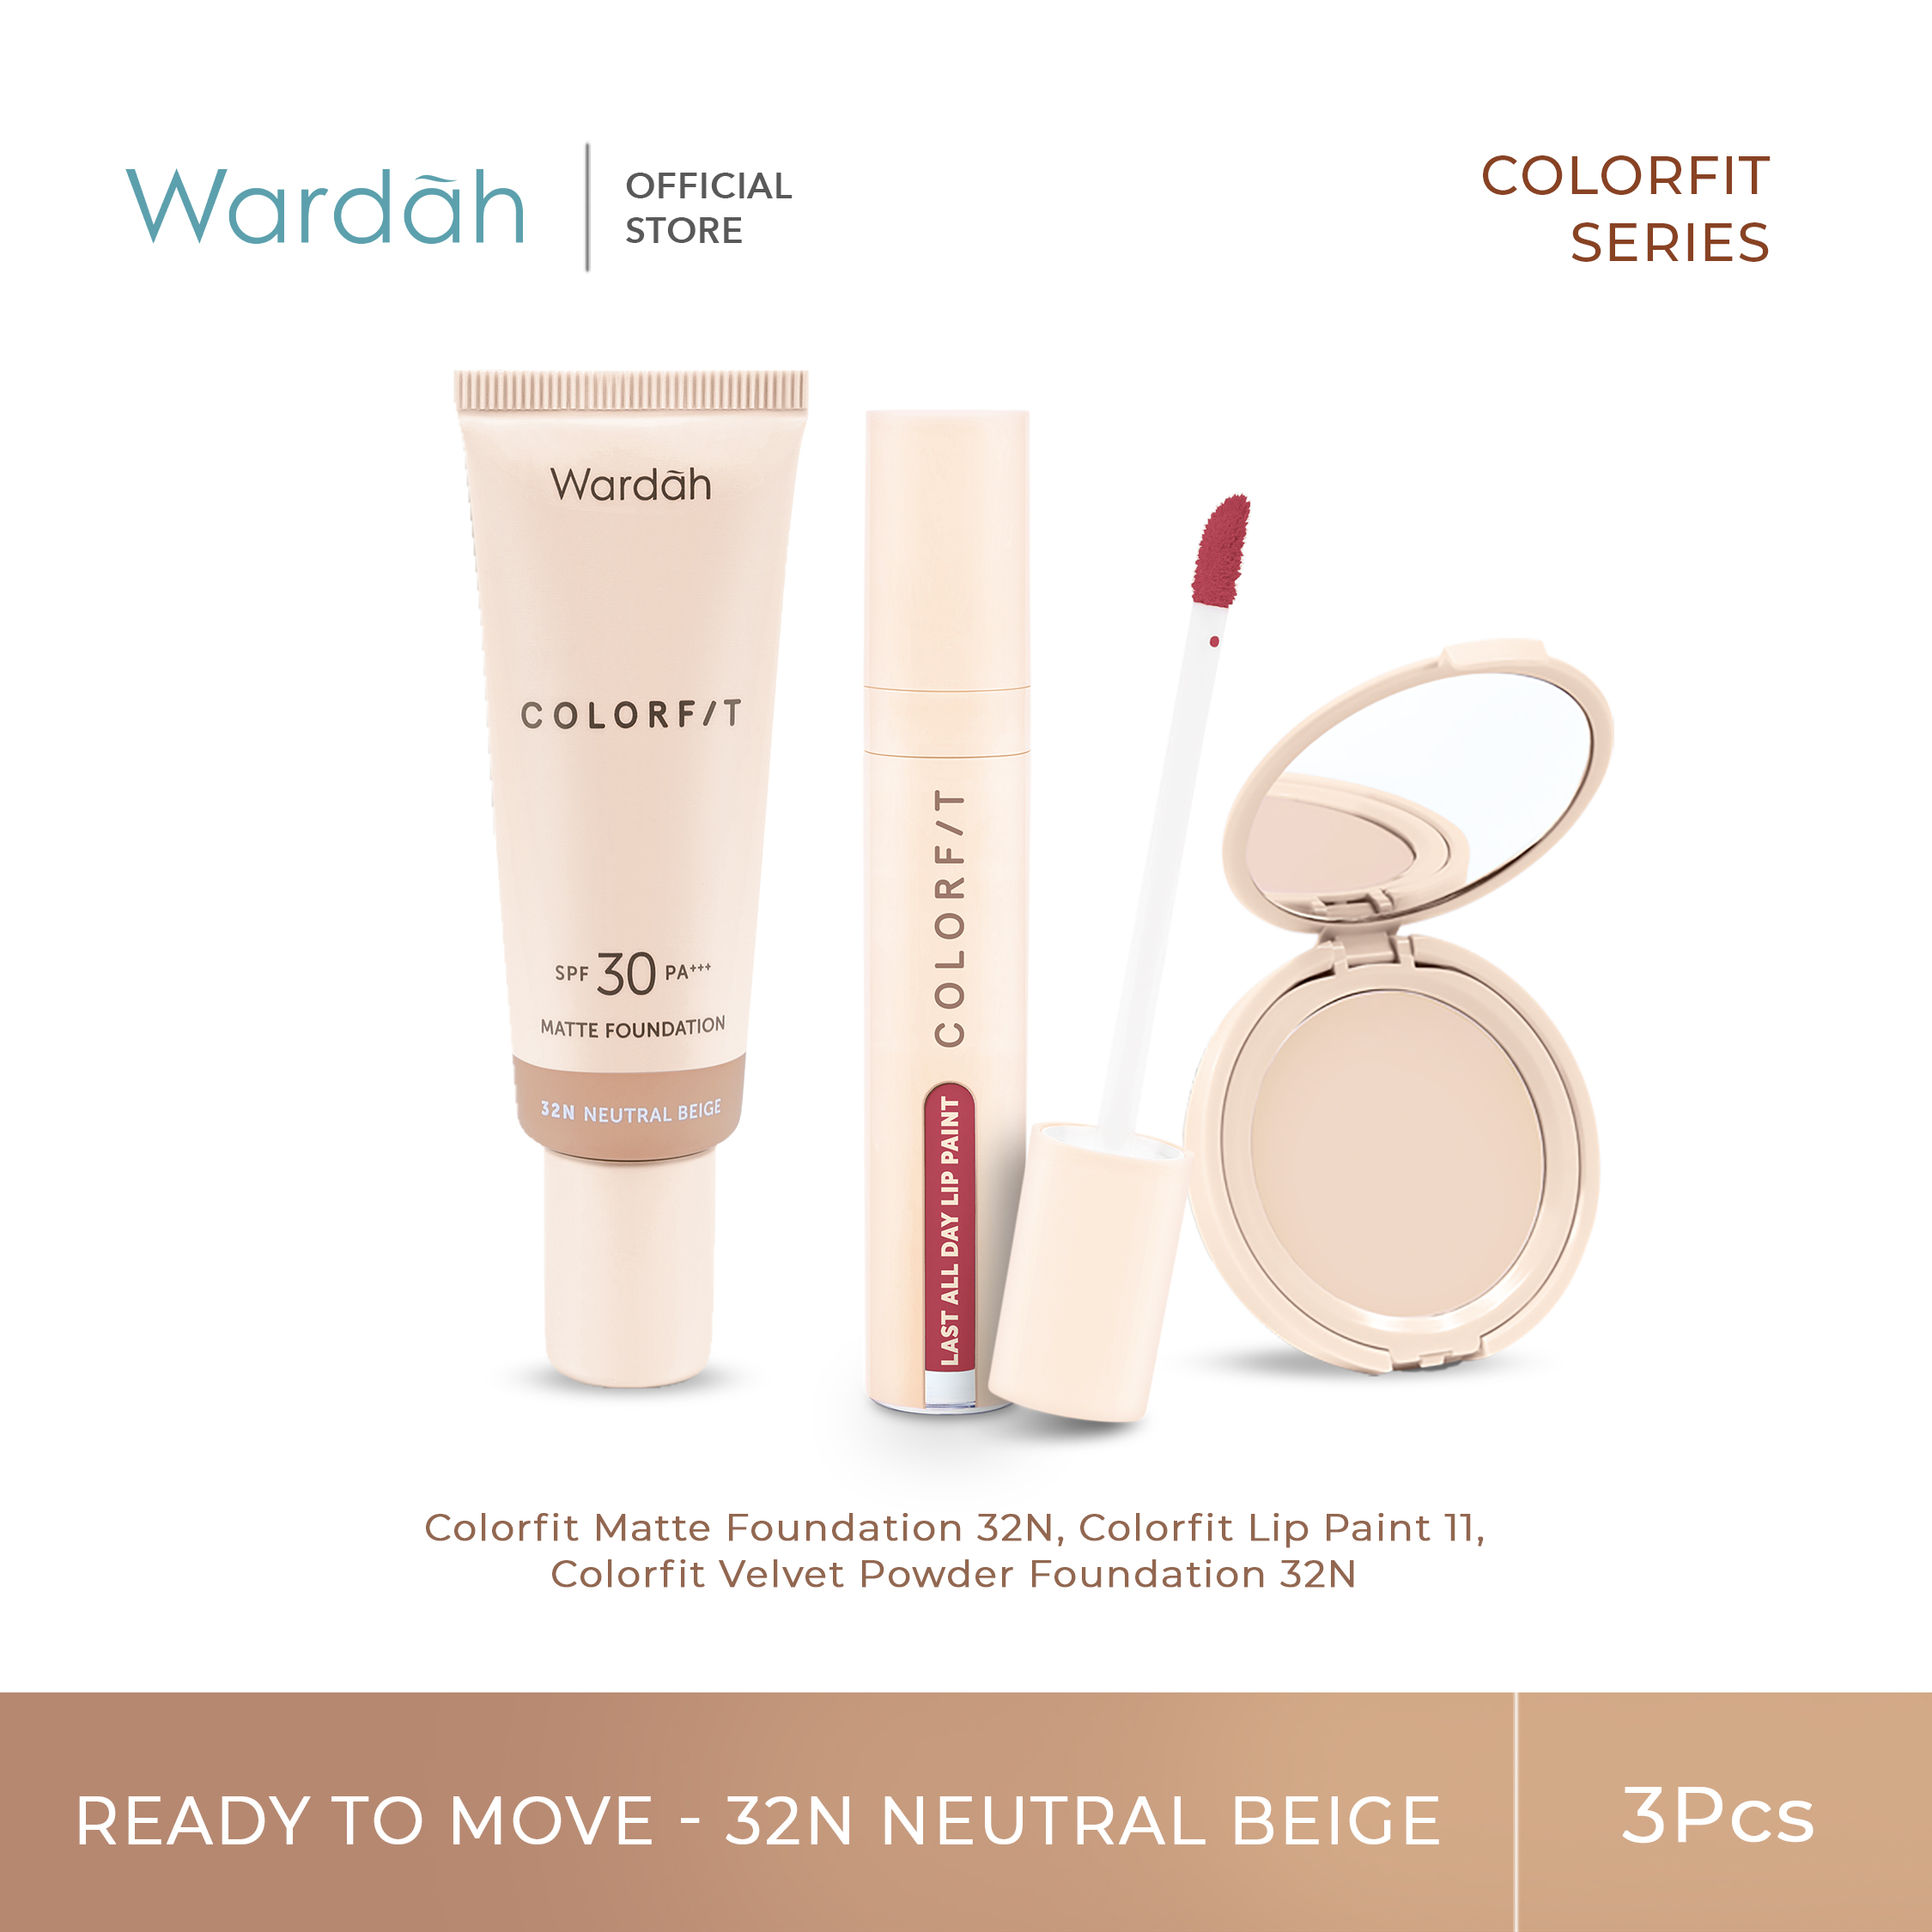 Wardãh
OFFICIAL
STORE
COLORFIT
SERIES
Wardãh
COLORF/T
SPF 30 PA+++
MATTE FOUNDATION
32N NEUTRAL BEIGE
COLORF/T
LAST ALL DAY LIP PAINT
Colorfit Matte Foundation 32N, Colorfit Lip Paint 11,
Colorfit Velvet Powder Foundation 32N
READY TO MOVE - 32N NEUTRAL BEIGE
3Pcs